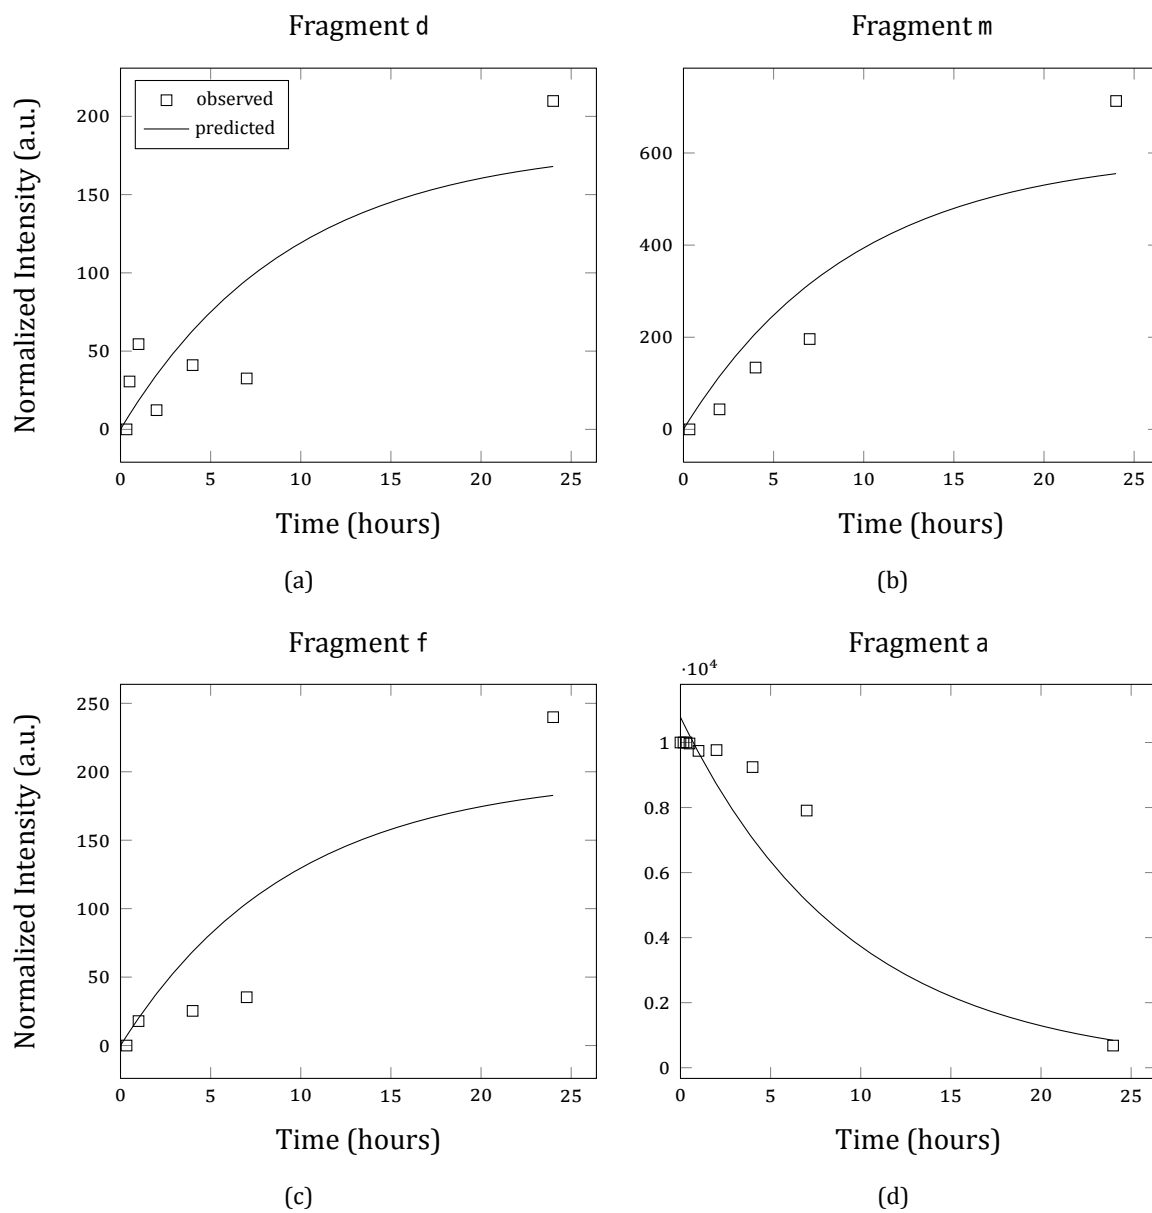 Fragment d
Normalized Intensity (a.u.)
observed
predicted
200
150
100
50
0
0 5 10 15 20 25
Time (hours)
(a)
Fragment m
600
400
200
0
0 5 10 15 20 25
Time (hours)
(b)
Fragment f
Normalized Intensity (a.u.)
250
200
150
100
50
0
0 5 10 15 20 25
Time (hours)
(c)
Fragment a
·10⁴
1
0.8
0.6
0.4
0.2
0
0 5 10 15 20 25
Time (hours)
(d)